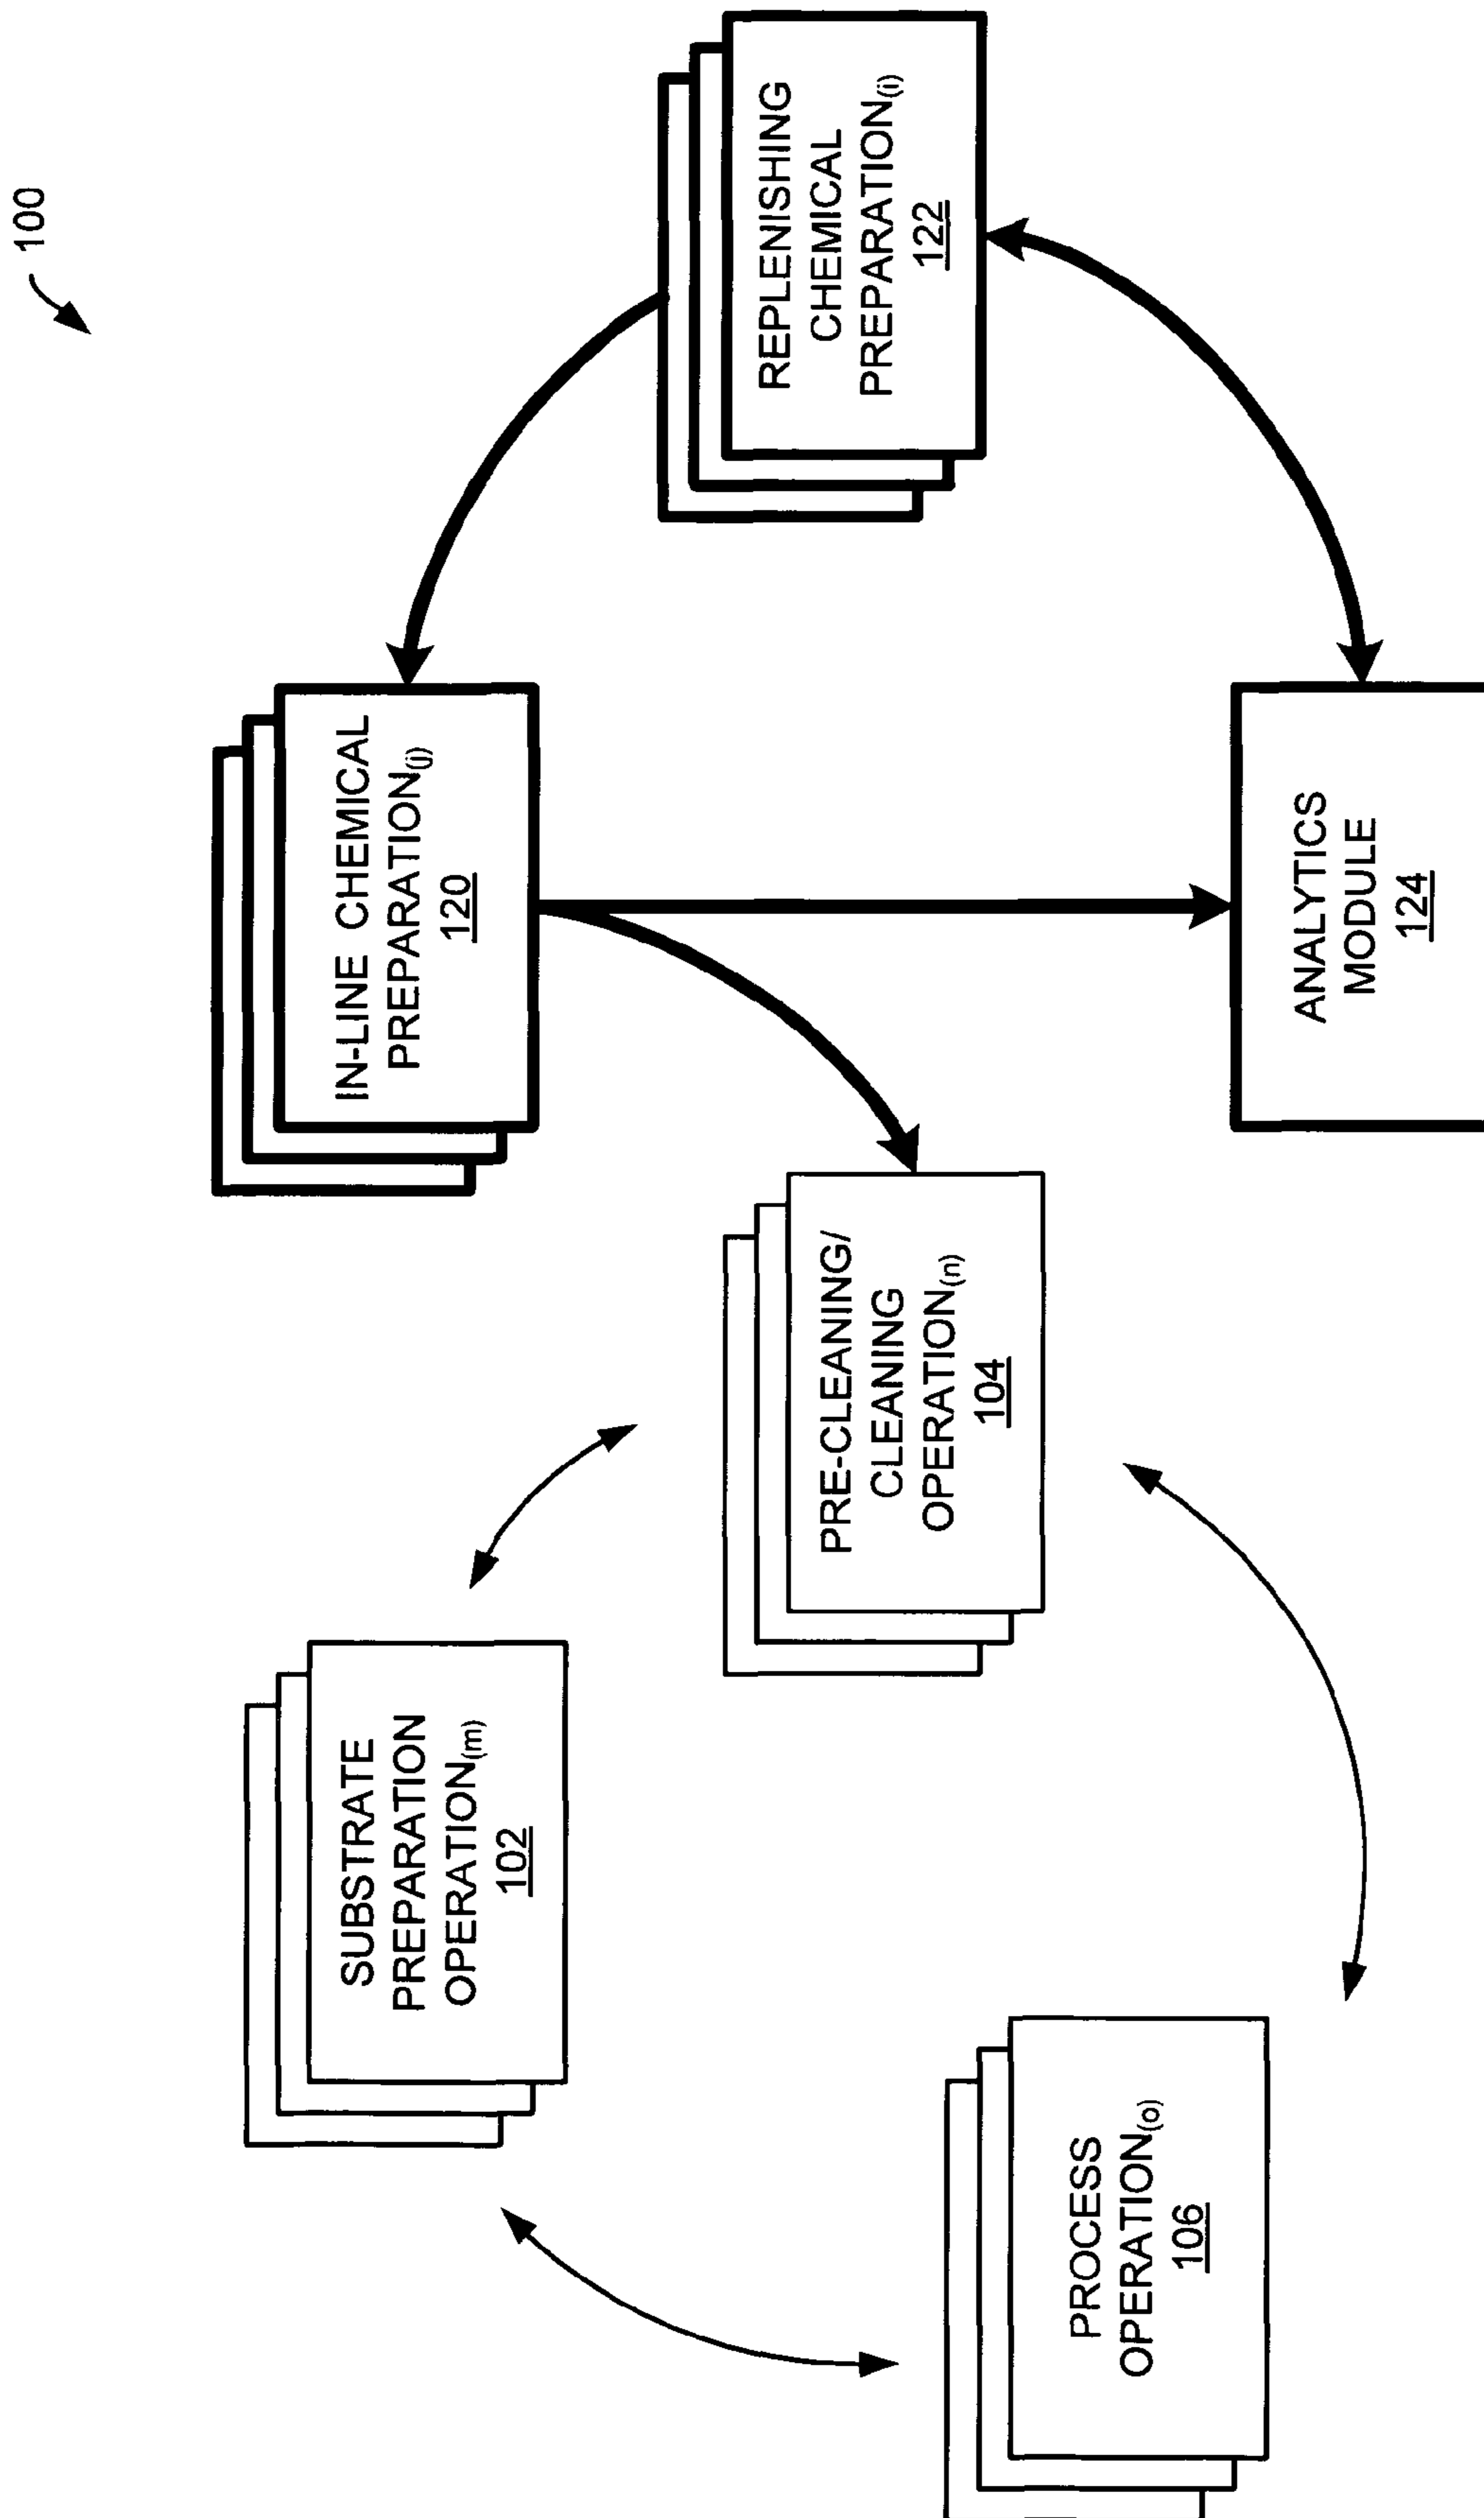 100
SUBSTRATE
PREPARATION
OPERATION(m)
102
IN-LINE CHEMICAL
PREPARATION(j)
120
REPLENISHING
CHEMICAL
PREPARATION(i)
122
PRE-CLEANING/
CLEANING
OPERATION(n)
104
PROCESS
OPERATION(o)
106
ANALYTICS
MODULE
124